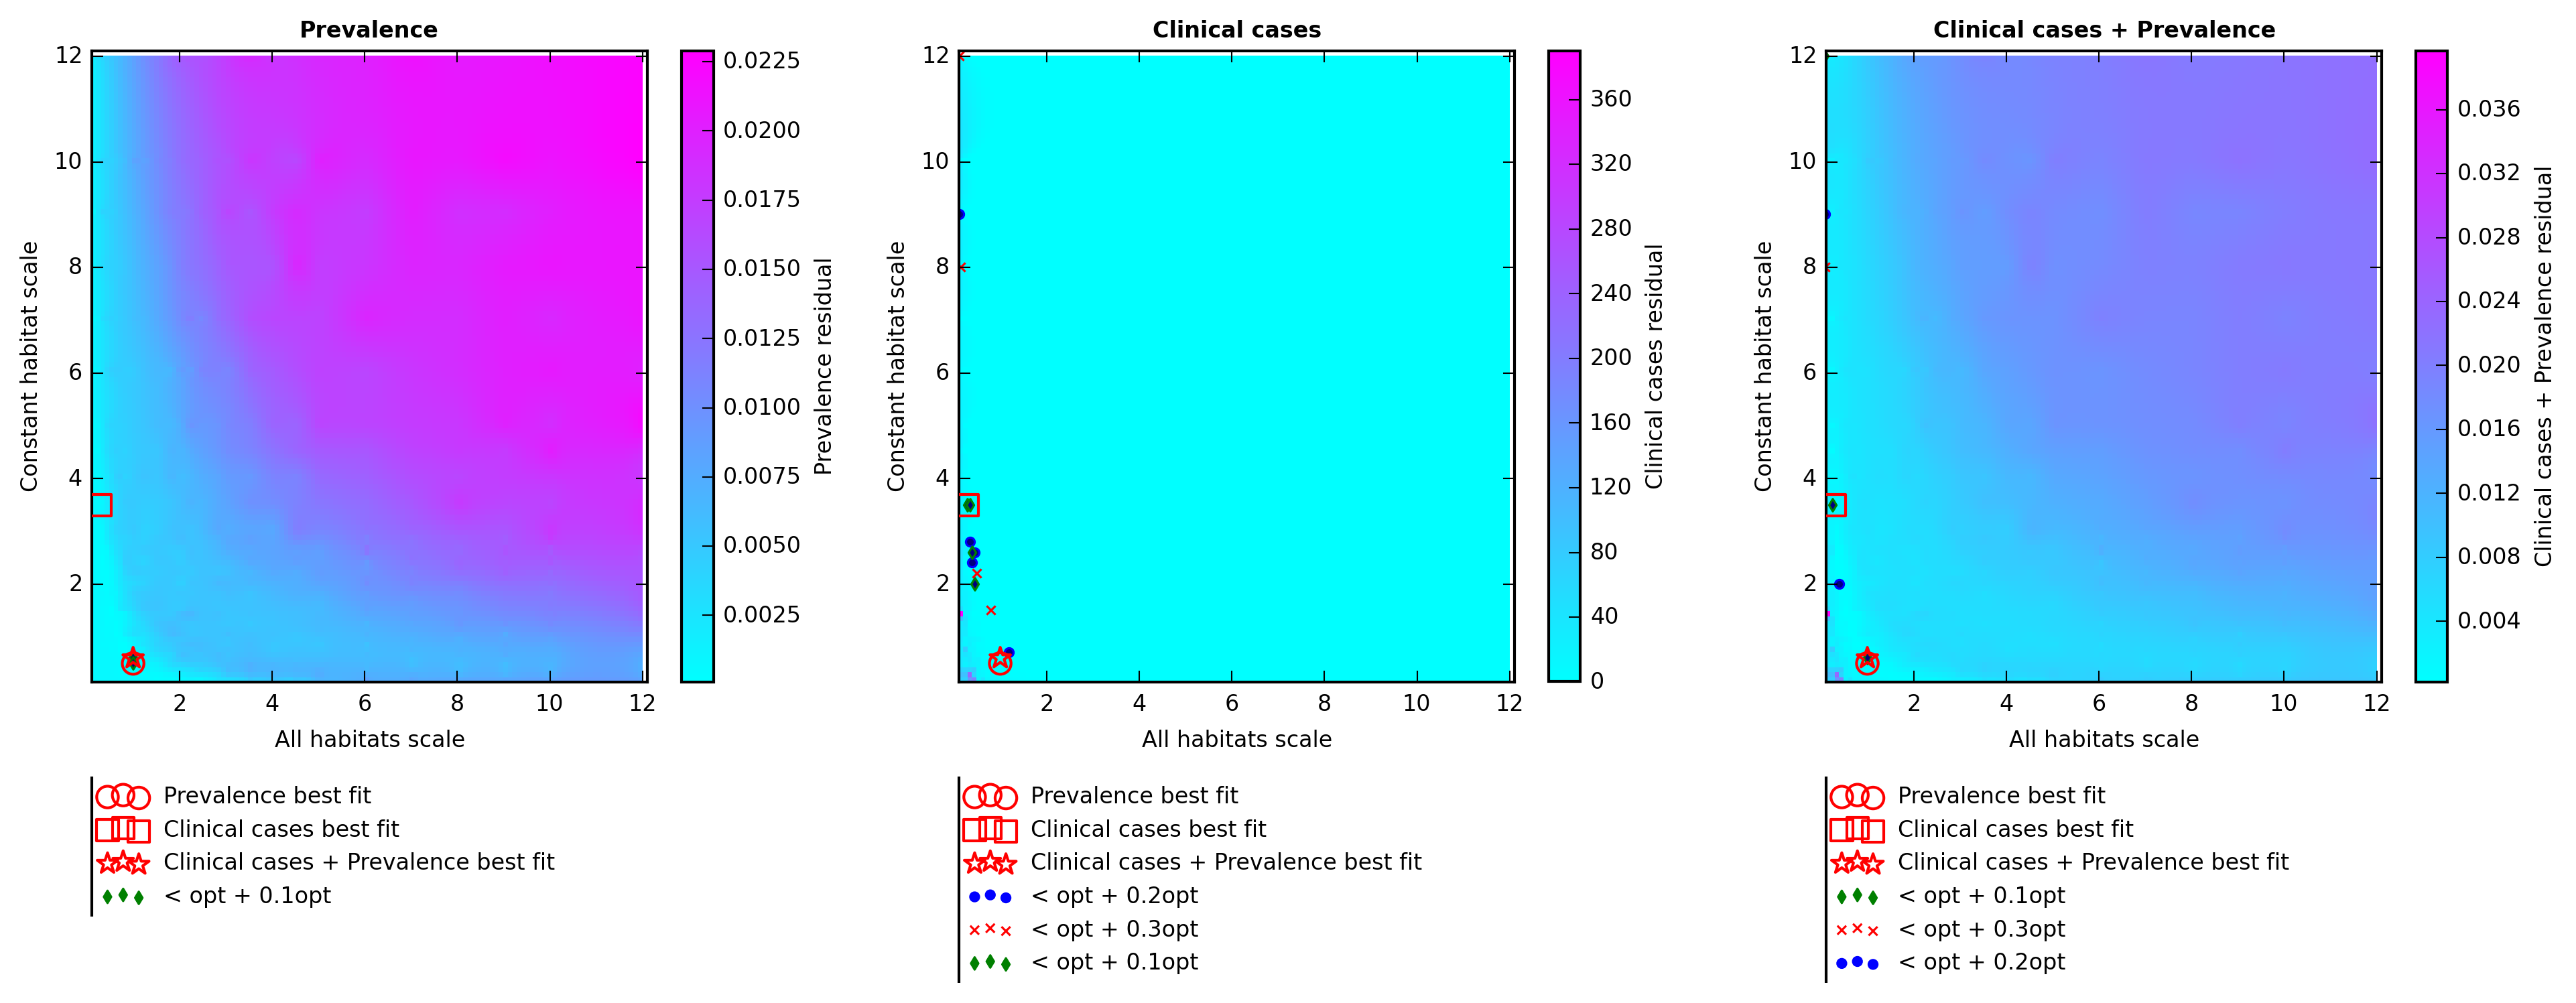 Prevalence
12
10
8
6
4
2
2
4
6
8
10
12
Constant habitat scale
All habitats scale
0.0225
0.0200
0.0175
0.0150
0.0125
0.0100
0.0075
0.0050
0.0025
Prevalence residual
Prevalence best fit
Clinical cases best fit
Clinical cases + Prevalence best fit
< opt + 0.1opt
Clinical cases
12
10
8
6
4
2
2
4
6
8
10
12
Constant habitat scale
All habitats scale
360
320
280
240
200
160
120
80
40
0
Clinical cases residual
Prevalence best fit
Clinical cases best fit
Clinical cases + Prevalence best fit
< opt + 0.2opt
< opt + 0.3opt
< opt + 0.1opt
Clinical cases + Prevalence
12
10
8
6
4
2
2
4
6
8
10
12
Constant habitat scale
All habitats scale
0.036
0.032
0.028
0.024
0.020
0.016
0.012
0.008
0.004
Clinical cases + Prevalence residual
Prevalence best fit
Clinical cases best fit
Clinical cases + Prevalence best fit
< opt + 0.1opt
< opt + 0.3opt
< opt + 0.2opt